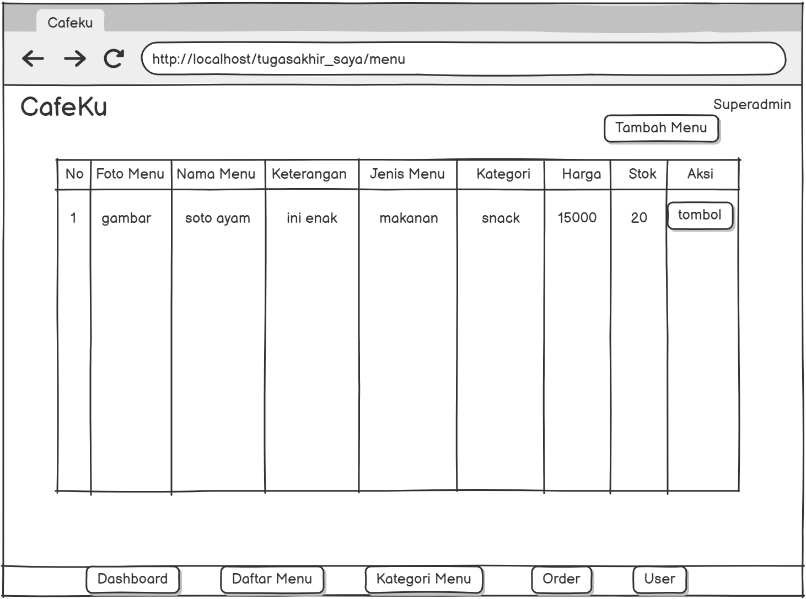 Cafeku
http://localhost/tugasakhir_saya/menu
CafeKu
Superadmin
Tambah Menu
No Foto Menu Nama Menu Keterangan Jenis Menu Kategori Harga Stok Aksi
1 gambar soto ayam ini enak makanan snack 15000 20 tombol
Dashboard Daftar Menu Kategori Menu Order User